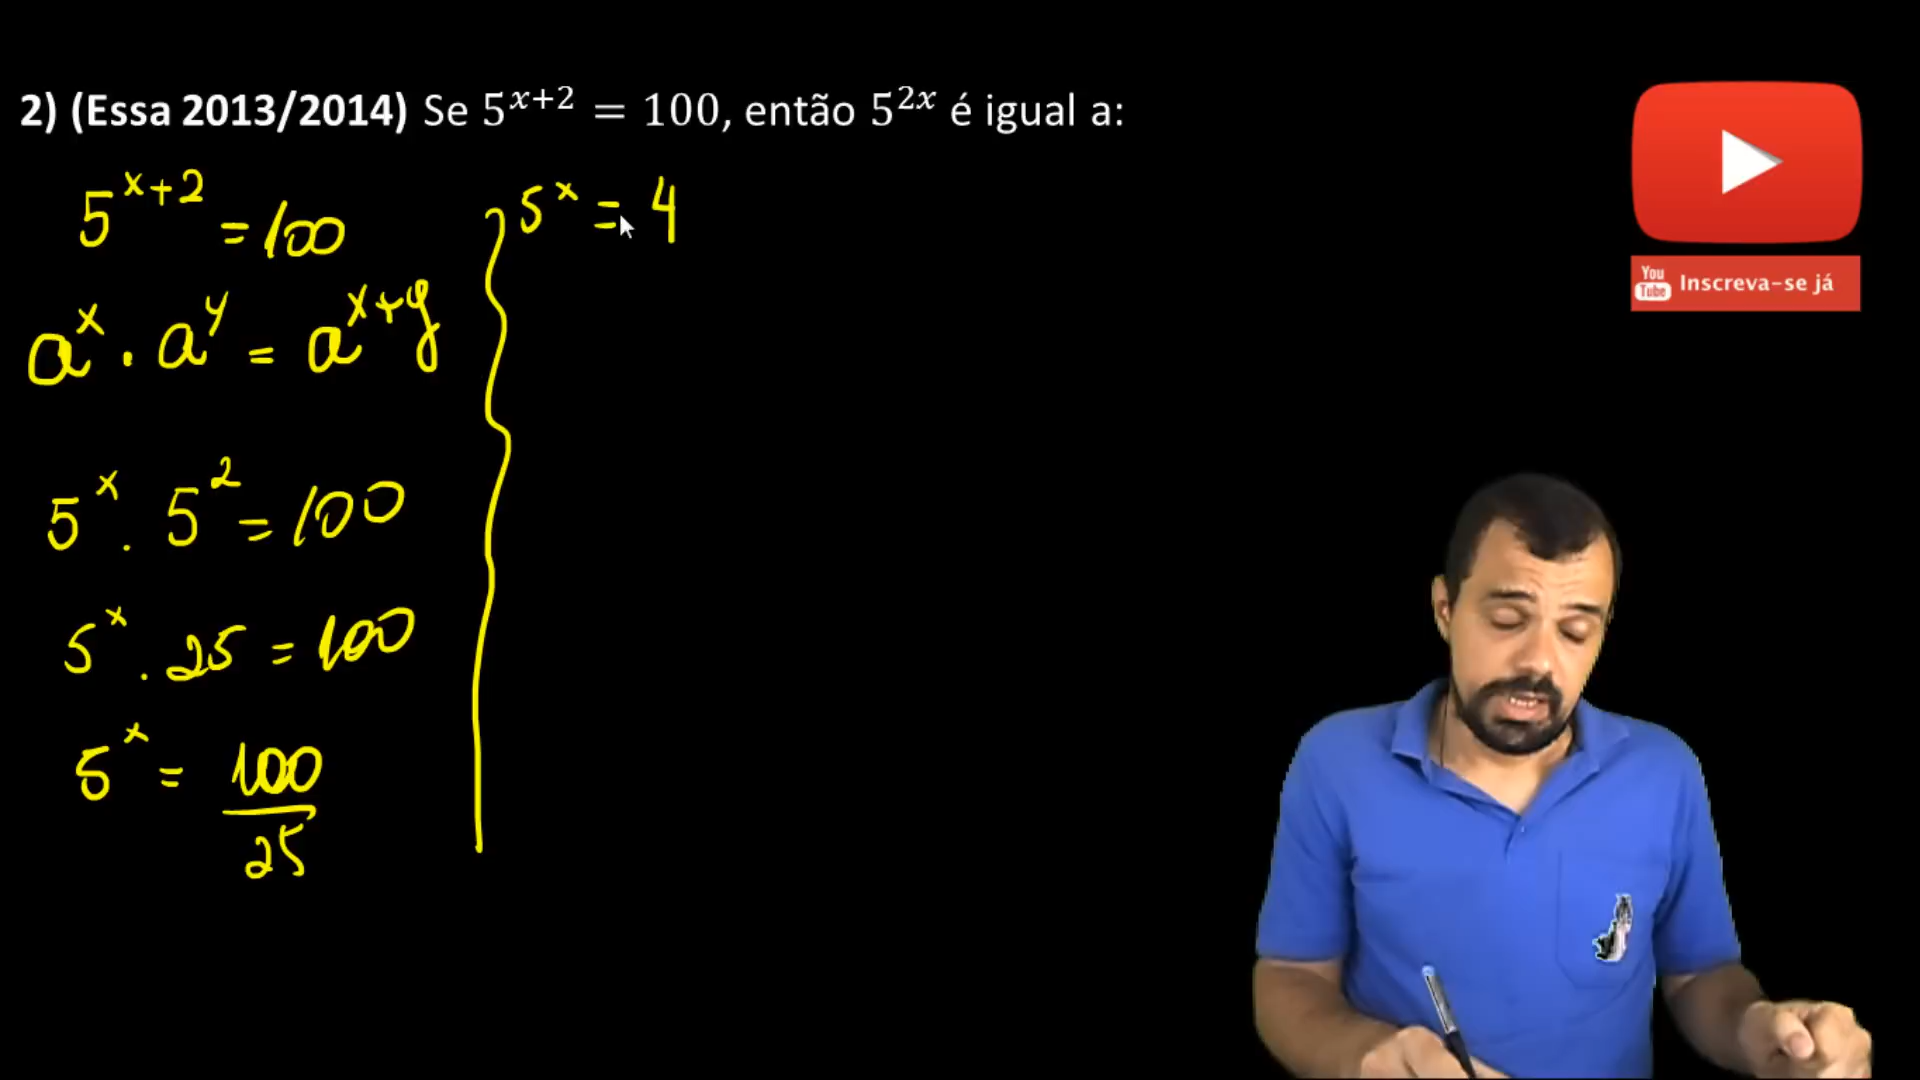 2) (Essa 2013/2014) Se 5^{x+2} = 100, então 5^{2x} é igual a:
5^{x+2} = 100
a^x . a^y = a^{x+y}
5^x . 5^2 = 100
5^x . 25 = 100
5^x = 100/25
5^x = 4
You Tube Inscreva-se já